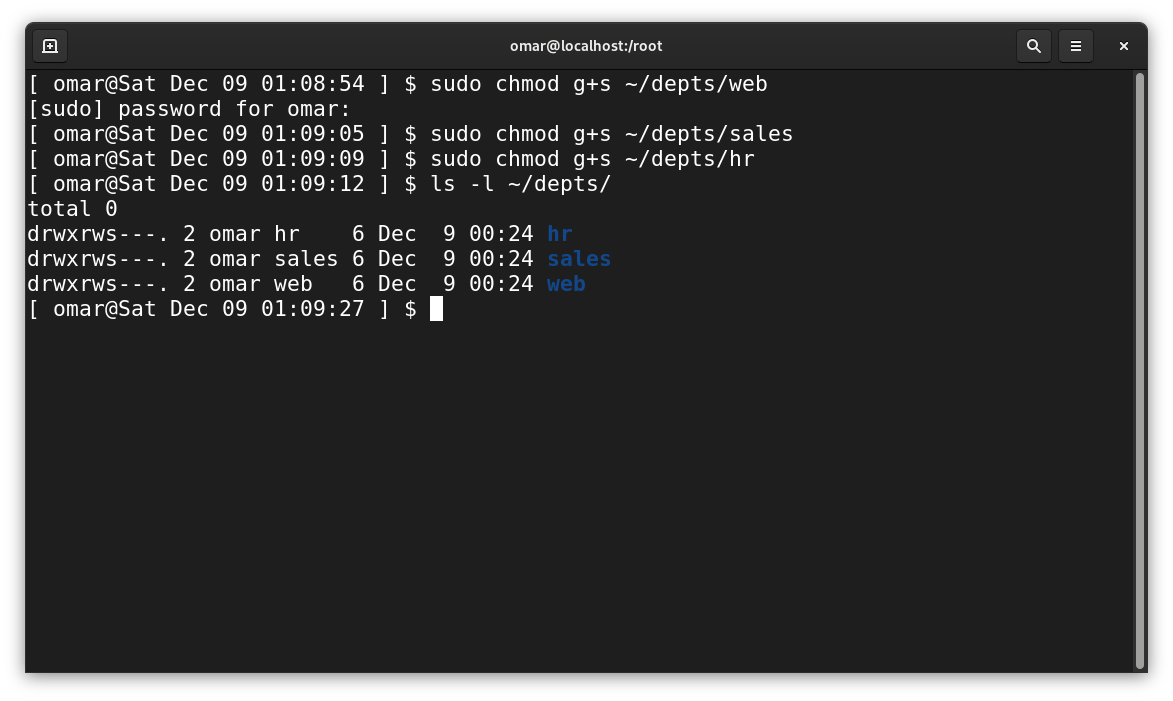 omar@localhost:/root
[ omar@Sat Dec 09 01:08:54 ] $ sudo chmod g+s ~/depts/web
[sudo] password for omar:
[ omar@Sat Dec 09 01:09:05 ] $ sudo chmod g+s ~/depts/sales
[ omar@Sat Dec 09 01:09:09 ] $ sudo chmod g+s ~/depts/hr
[ omar@Sat Dec 09 01:09:12 ] $ ls -l ~/depts/
total 0
drwxrws---. 2 omar hr    6 Dec  9 00:24 hr
drwxrws---. 2 omar sales 6 Dec  9 00:24 sales
drwxrws---. 2 omar web   6 Dec  9 00:24 web
[ omar@Sat Dec 09 01:09:27 ] $